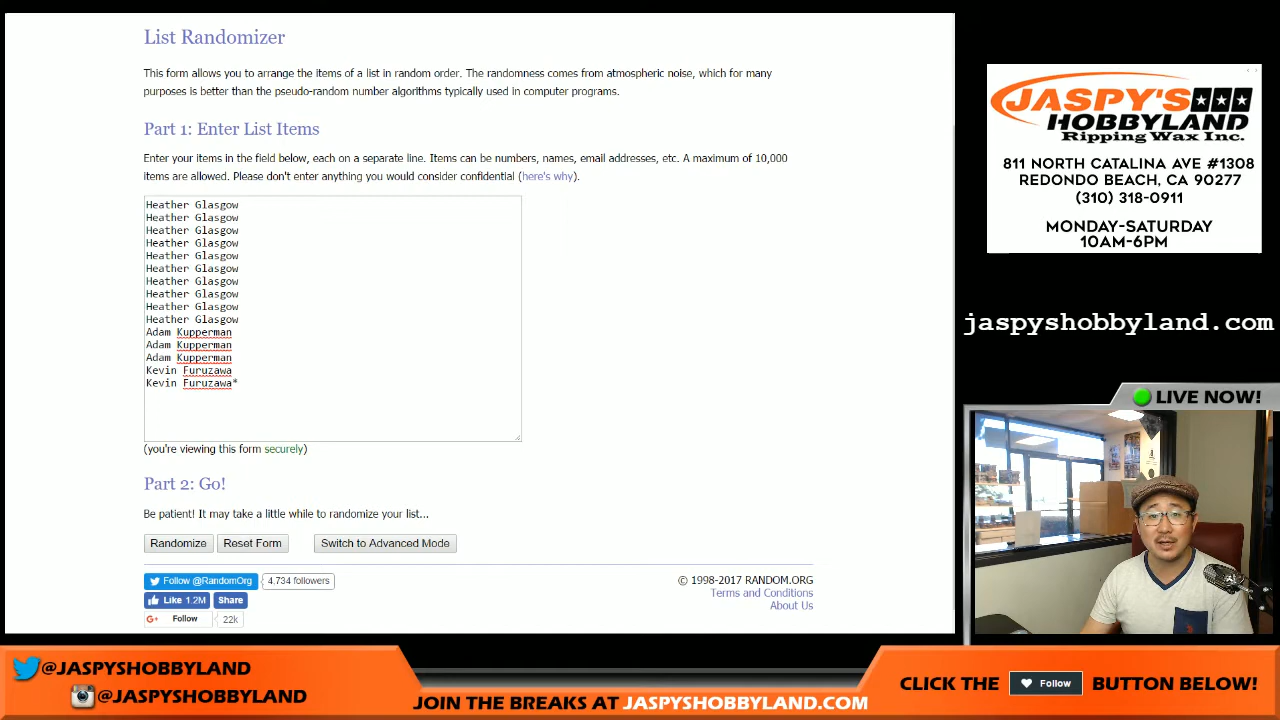 List Randomizer
This form allows you to arrange the items of a list in random order. The randomness comes from atmospheric noise, which for many
purposes is better than the pseudo-random number algorithms typically used in computer programs.
Part 1: Enter List Items
Enter your items in the field below, each on a separate line. Items can be numbers, names, email addresses, etc. A maximum of 10,000
items are allowed. Please don't enter anything you would consider confidential (here's why).
Heather Glasgow
Heather Glasgow
Heather Glasgow
Heather Glasgow
Heather Glasgow
Heather Glasgow
Heather Glasgow
Heather Glasgow
Heather Glasgow
Heather Glasgow
Adam Kupperman
Adam Kupperman
Adam Kupperman
Kevin Furuzawa
Kevin Furuzawa*
(you're viewing this form securely)
Part 2: Go!
Be patient! It may take a little while to randomize your list...
Randomize Reset Form Switch to Advanced Mode
Follow @RandomOrg 4,734 followers
Like 1.2M Share
G+ Follow 22k
© 1998-2017 RANDOM.ORG
Terms and Conditions
About Us
JASPY'S
HOBBYLAND
Ripping Wax Inc.
811 NORTH CATALINA AVE #1308
REDONDO BEACH, CA 90277
(310) 318-0911
MONDAY-SATURDAY
10AM-6PM
jaspyshobbyland.com
LIVE NOW!
@JASPYSHOBBYLAND
@JASPYSHOBBYLAND
JOIN THE BREAKS AT JASPYSHOBBYLAND.COM
CLICK THE Follow BUTTON BELOW!